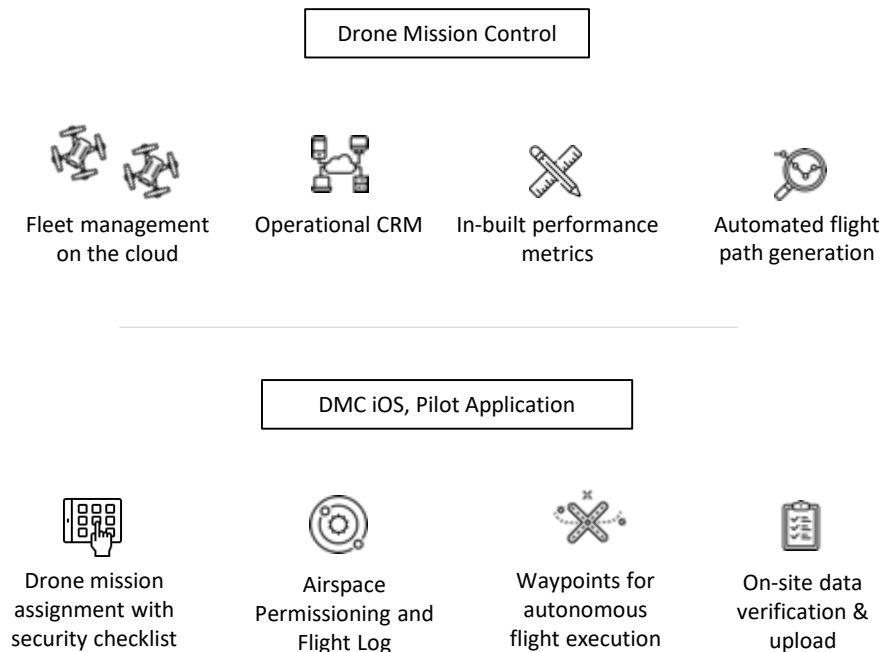 Drone Mission Control
Fleet management
on the cloud
Operational CRM
In-built performance
metrics
Automated flight
path generation
DMC iOS, Pilot Application
Drone mission
assignment with
security checklist
Airspace
Permissioning and
Flight Log
Waypoints for
autonomous
flight execution
On-site data
verification &
upload